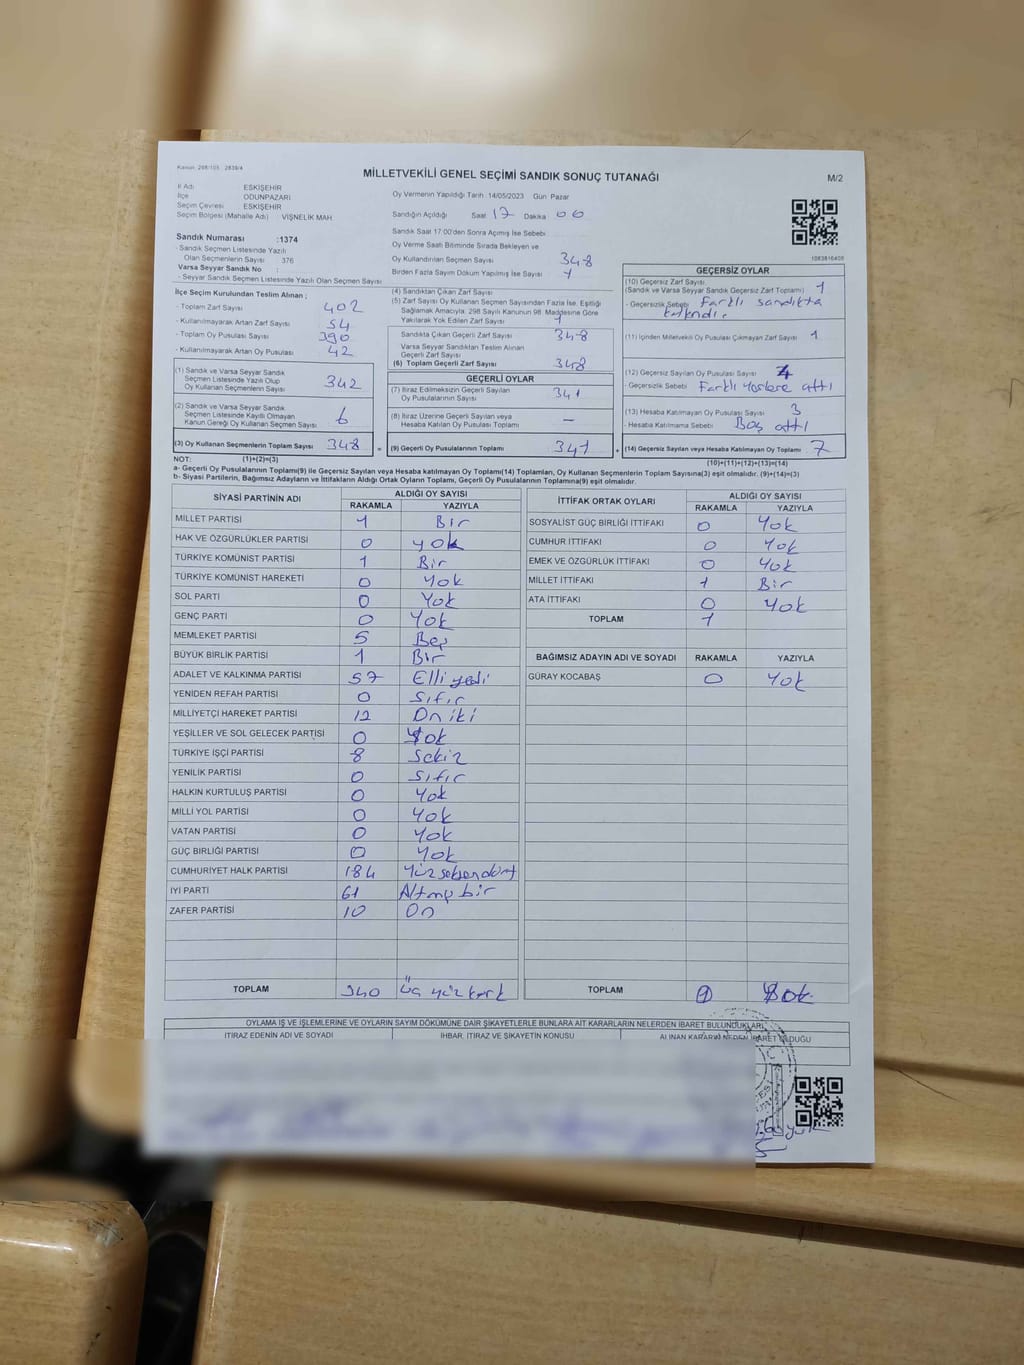 Kanun: 298/105 - 2839/4
MİLLETVEKİLİ GENEL SEÇİMİ SANDIK SONUÇ TUTANAĞI
M/2
İl Adı ESKİŞEHİR
İlçe ODUNPAZARI
Seçim Çevresi ESKİŞEHİR
Seçim Bölgesi (Mahalle Adı) VİŞNELİK MAH.
Oy Vermenin Yapıldığı Tarih : 14/05/2023 Gün Pazar
Sandığın Açıldığı Saat 17 Dakika 00
Sandık Saat 17:00'den Sonra Açılmış İse Sebebi
Oy Verme Saati Bitiminde Sırada Bekleyen ve
Oy Kullandırılan Seçmen Sayısı 348
Birden Fazla Sayım Döküm Yapılmış İse Sayısı 1
Sandık Numarası :1374
- Sandık Seçmen Listesinde Yazılı
Olan Seçmenlerin Sayısı 376
Varsa Seyyar Sandık No :
- Seyyar Sandık Seçmen Listesinde Yazılı Olan Seçmen Sayısı
İlçe Seçim Kurulundan Teslim Alınan ;
- Toplam Zarf Sayısı 402
- Kullanılmayarak Artan Zarf Sayısı 54
- Toplam Oy Pusulası Sayısı 390
- Kullanılmayarak Artan Oy Pusulası 42
(1) Sandık ve Varsa Seyyar Sandık
Seçmen Listesinde Yazılı Olup
Oy Kullanan Seçmenlerin Sayısı 342
(2) Sandık ve Varsa Seyyar Sandık
Seçmen Listesinde Kayıtlı Olmayan
Kanun Gereği Oy Kullanan Seçmen Sayısı 6
(3) Oy Kullanan Seçmenlerin Toplam Sayısı 348
(4) Sandıktan Çıkan Zarf Sayısı
(5) Zarf Sayısı Oy Kullanan Seçmen Sayısından Fazla İse, Eşitliği
Sağlamak Amacıyla, 298 Sayılı Kanunun 98. Maddesine Göre
Yakılarak Yok Edilen Zarf Sayısı 1
Sandıkta Çıkan Geçerli Zarf Sayısı 348
Varsa Seyyar Sandıktan Teslim Alınan
Geçerli Zarf Sayısı
(6) Toplam Geçerli Zarf Sayısı 348
GEÇERLİ OYLAR
(7) İtiraz Edilmeksizin Geçerli Sayılan
Oy Pusulaları Toplamı 341
(8) İtiraz Üzerine Geçerli Sayılan veya
Hesaba Katılan Oy Pusulası Toplamı —
= (9) Geçerli Oy Pusulalarının Toplamı 341 +
1083816406
GEÇERSİZ OYLAR
(10) Geçersiz Zarf Sayısı
(Sandık ve Varsa Seyyar Sandık Geçersiz Zarf Toplamı) 1
- Geçersizlik Sebebi Farklı sandıkta
(11) İçinden Milletvekili Oy Pusulası Çıkmayan Zarf Sayısı 1
(12) Geçersiz Sayılan Oy Pusulası Sayısı
- Geçersizlik Sebebi Farklı attı
(13) Hesaba Katılmayan Oy Pusulası Sayısı 3
- Hesaba Katılmama Sebebi Boş attı
(14) Geçersiz Sayılan veya Hesaba Katılmayan Oy Toplamı 7
NOT: (1)+(2)=(3)
(10)+(11)+(12)+(13)=(14)
a- Geçerli Oy Pusulalarının Toplamı(9) ile Geçersiz Sayılan veya Hesaba katılmayan Oy Toplamı(14) Toplamları, Oy Kullanan Seçmenlerin Toplam Sayısına(3) eşit olmalıdır. (9)+(14)=(3)
b- Siyasi Partilerin, Bağımsız Adayların ve İttifakların Aldığı Ortak Oyların Toplamı, Geçerli Oy Pusulalarının Toplamına(9) eşit olmalıdır.
SİYASİ PARTİNİN ADI ALDIĞI OY SAYISI
RAKAMLA YAZIYLA
MİLLET PARTİSİ 1 Bir
HAK VE ÖZGÜRLÜKLER PARTİSİ 0 yok
TÜRKİYE KOMÜNİST PARTİSİ 1 Bir
TÜRKİYE KOMÜNİST HAREKETİ 0 Yok
SOL PARTİ 0 Yok
GENÇ PARTİ 0 Yok
MEMLEKET PARTİSİ 5 Beş
BÜYÜK BİRLİK PARTİSİ 1 Bir
ADALET VE KALKINMA PARTİSİ 57 Elli yedi
YENİDEN REFAH PARTİSİ 0 Sıfır
MİLLİYETÇİ HAREKET PARTİSİ 12 On iki
YEŞİLLER VE SOL GELECEK PARTİSİ 0 Yok
TÜRKİYE İŞÇİ PARTİSİ 8 Sekiz
YENİLİK PARTİSİ 0 Sıfır
HALKIN KURTULUŞ PARTİSİ 0 Yok
MİLLİ YOL PARTİSİ 0 Yok
VATAN PARTİSİ 0 Yok
GÜÇ BİRLİĞİ PARTİSİ 0 Yok
CUMHURİYET HALK PARTİSİ 184 Yüz seksendört
İYİ PARTİ 61 Altmış bir
ZAFER PARTİSİ 10 On
TOPLAM 340 Üç yüz kırk
İTTİFAK ORTAK OYLARI ALDIĞI OY SAYISI
RAKAMLA YAZIYLA
SOSYALİST GÜÇ BİRLİĞİ İTTİFAKI 0 Yok
CUMHUR İTTİFAKI 0 Yok
EMEK VE ÖZGÜRLÜK İTTİFAKI 0 Yok
MİLLET İTTİFAKI 1 Bir
ATA İTTİFAKI 0 Yok
TOPLAM 1
BAĞIMSIZ ADAYIN ADI VE SOYADI RAKAMLA YAZIYLA
GÜRAY KOCABAŞ 0 Yok
TOPLAM
OYLAMA İŞ VE İŞLEMLERİNE VE OYLARIN SAYIM DÖKÜMÜNE DAİR ŞİKAYETLERLE BUNLARA AİT KARARLARIN NELERDEN İBARET BULUNDUKLARI
İTİRAZ EDENİN ADI VE SOYADI İHBAR, İTİRAZ VE ŞİKAYETİN KONUSU ALINAN KARARIN NEDEN İBARET OLDUĞU